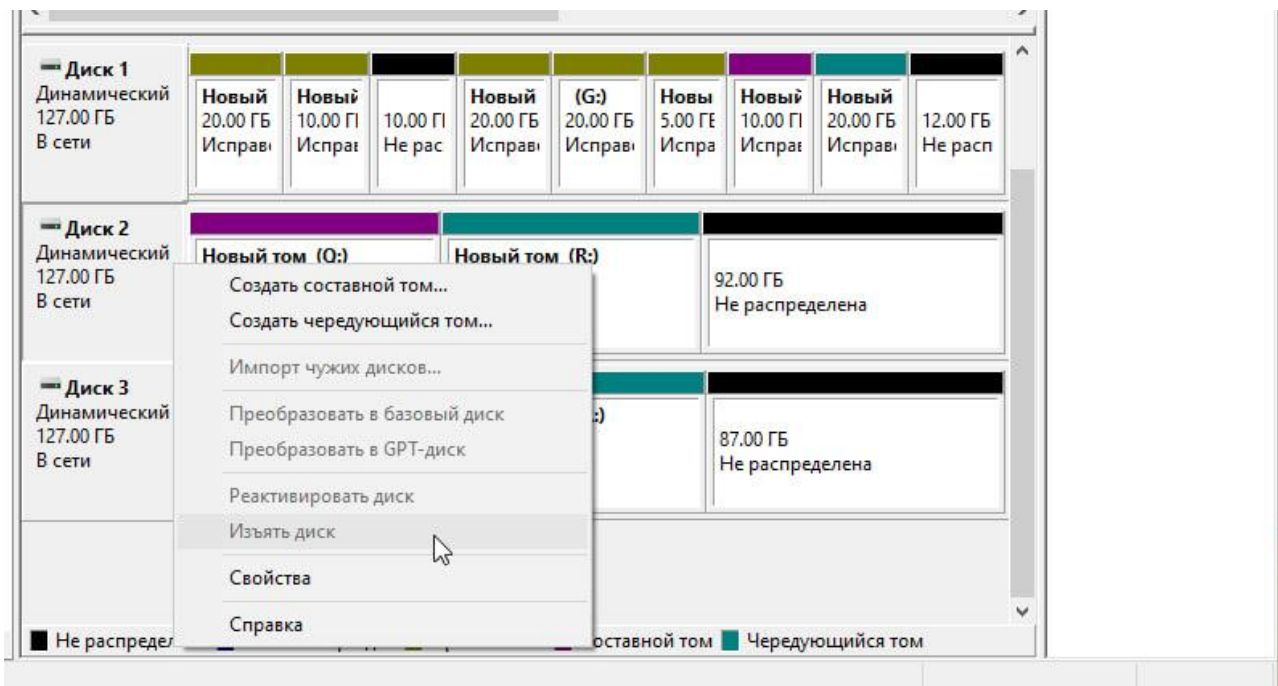 Диск 1
Динамический
127.00 ГБ
В сети
Новый
20.00 ГБ
Исправ
Новый
10.00 Г
Исправ
10.00 Г
Не рас
Новый
20.00 ГБ
Исправ
(G:)
20.00 ГБ
Исправ
Новы
5.00 ГБ
Испра
Новый
10.00 Г
Исправ
Новый
20.00 ГБ
Исправ
12.00 ГБ
Не расп
Диск 2
Динамический
127.00 ГБ
В сети
Новый том (Q:)
Новый том (R:)
92.00 ГБ
Не распределена
Диск 3
Динамический
127.00 ГБ
В сети
:)
87.00 ГБ
Не распределена
Создать составной том...
Создать чередующийся том...
Импорт чужих дисков...
Преобразовать в базовый диск
Преобразовать в GPT-диск
Реактивировать диск
Изъять диск
Свойства
Справка
Не распредел оставной том Чередующийся том